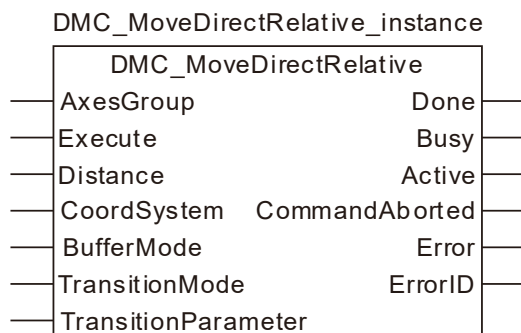 DMC_MoveDirectRelative_instance
DMC_MoveDirectRelative
AxesGroup Done
Execute Busy
Distance Active
CoordSystem CommandAborted
BufferMode Error
TransitionMode ErrorID
TransitionParameter